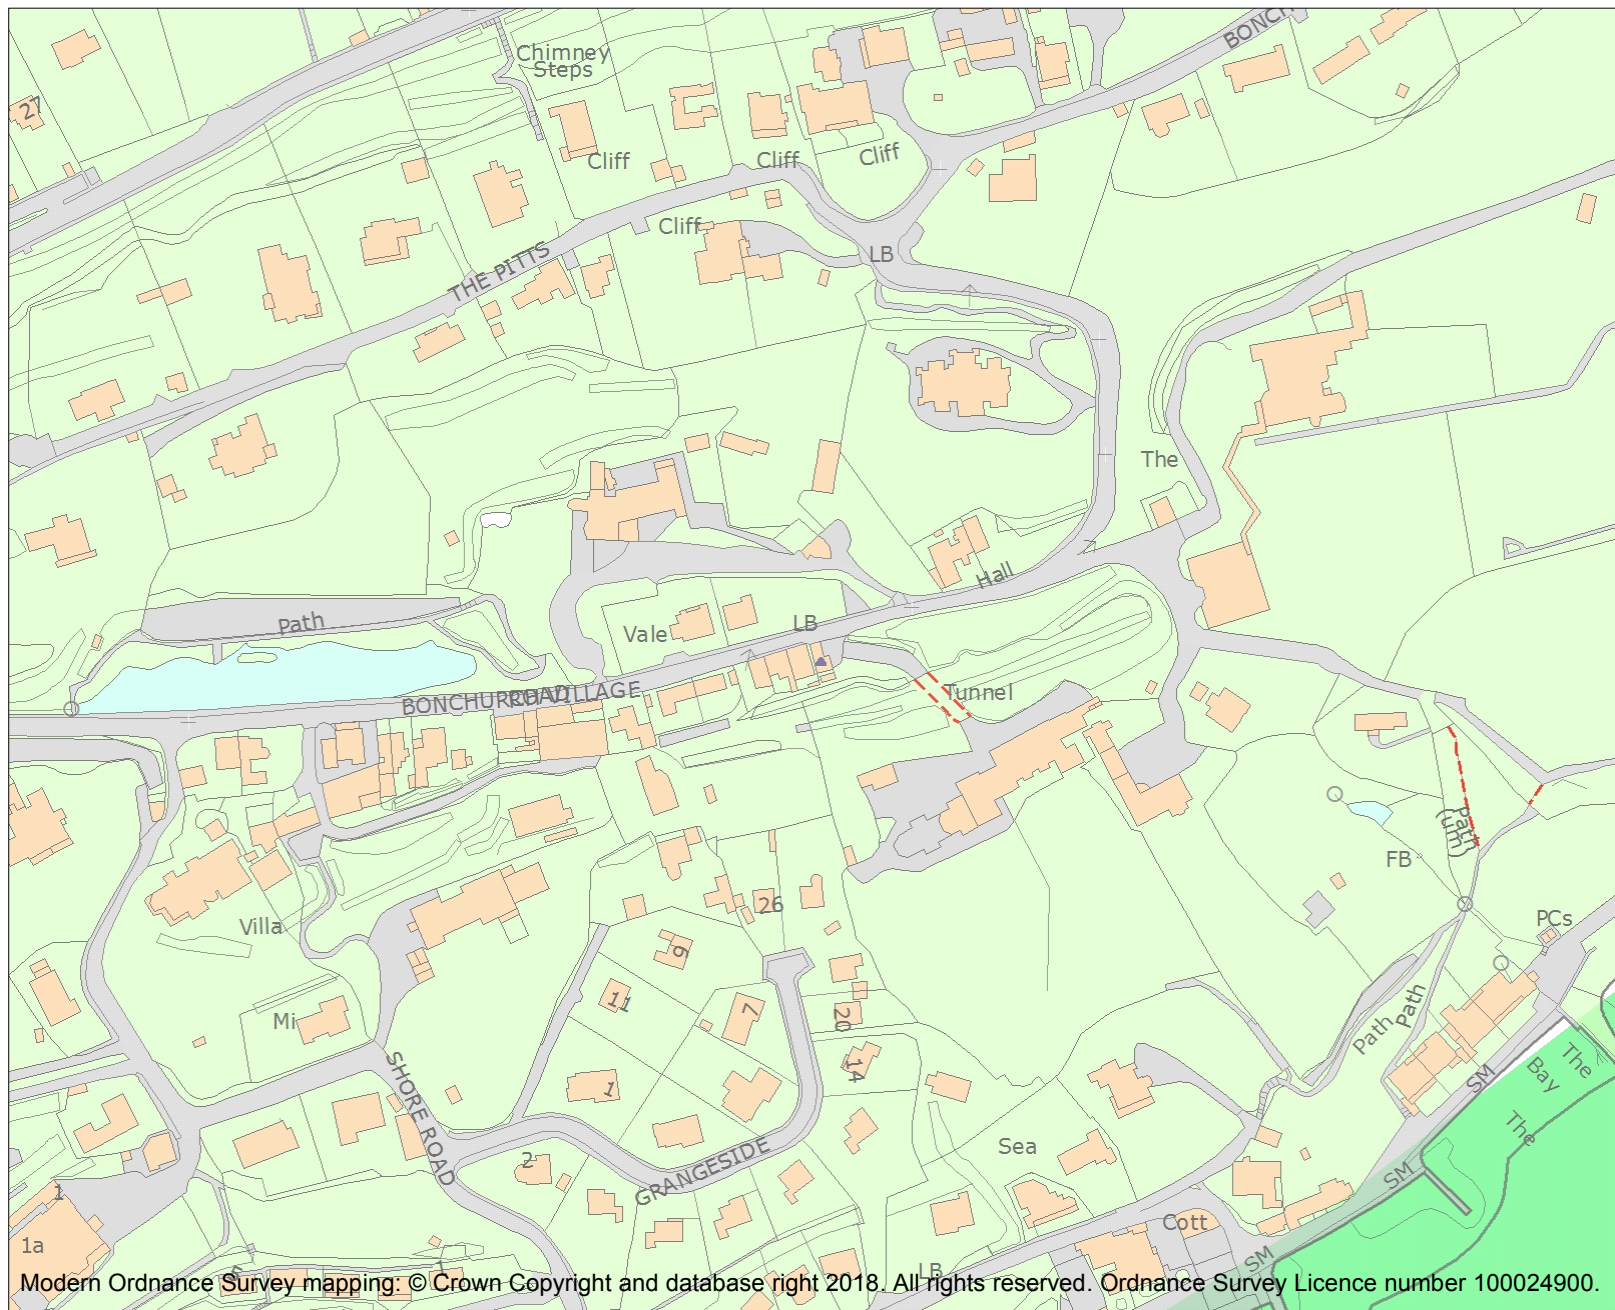 Chimney
Steps
BONCH
27
Cliff
Cliff
Cliff
Cliff
LB
THE PITTS
The
Hall
Path
Vale
LB
Tunnel
BONCHURCH VILLAGE
ROAD
Path
(um)
FB
26
PCs
Villa
9
11
7
20
Path
Path
Mi
14
The
Bay
SM
SHORE ROAD
1
The
Sea
2
GRANGESIDE
SM
1
Cott
1a
SM
LB
1
Modern Ordnance Survey mapping: © Crown Copyright and database right 2018. All rights reserved. Ordnance Survey Licence number 100024900.